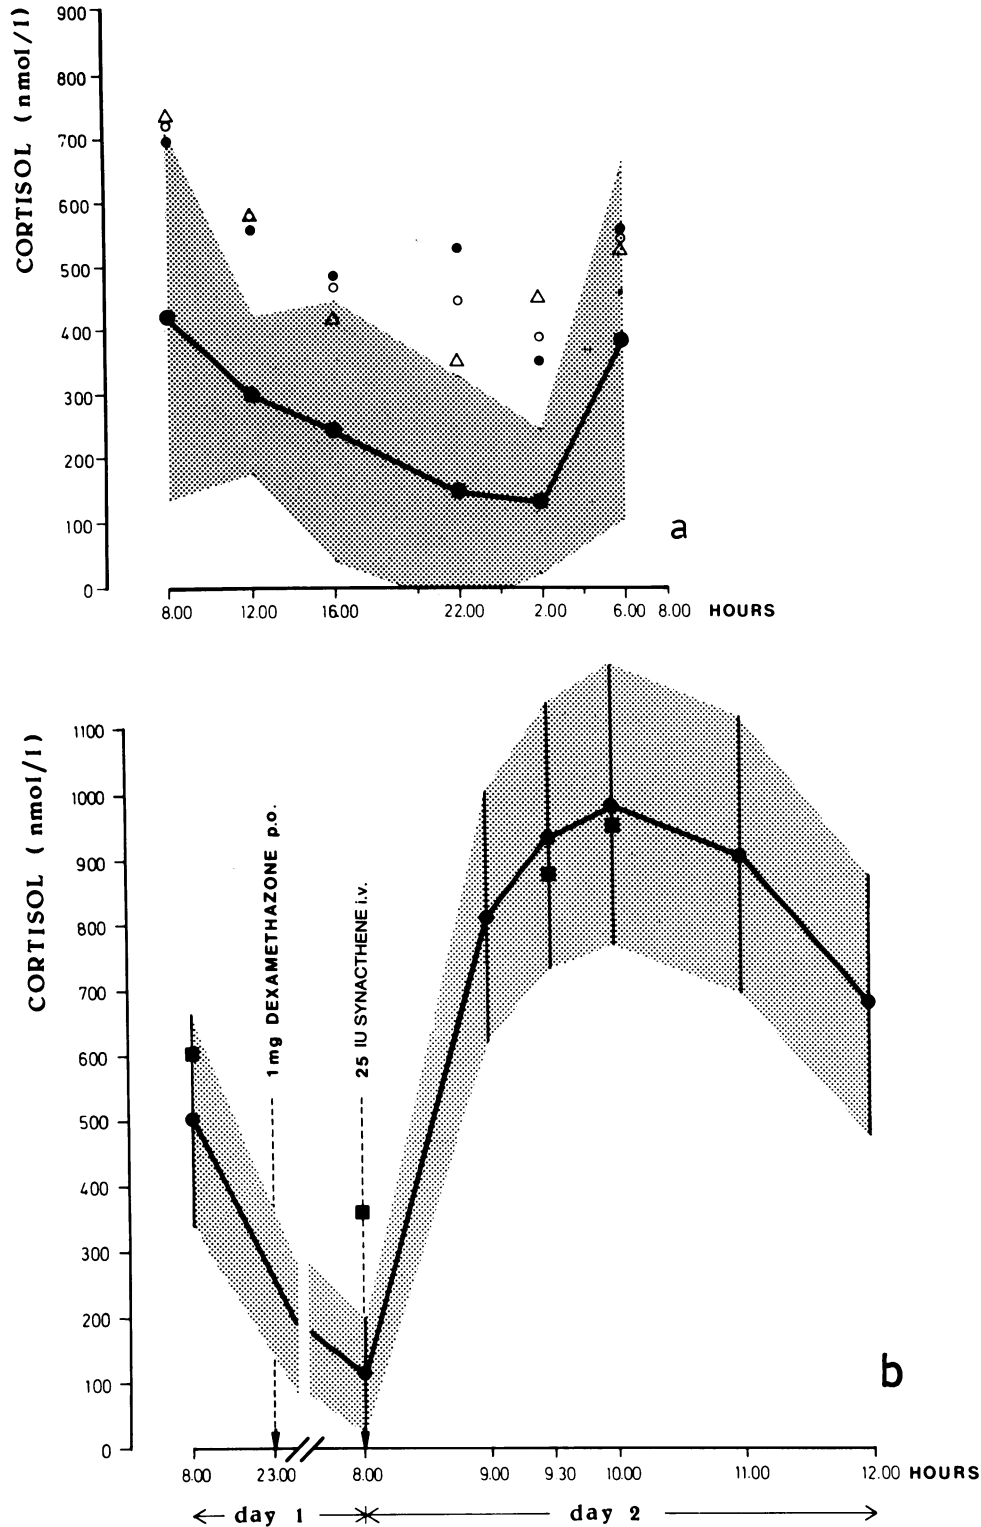 CORTISOL (nmol/l)
900
800
700
600
500
400
300
200
100
0
8.00 12.00 16.00 22.00 2.00 6.00 8.00 HOURS
a
CORTISOL (nmol/l)
1100
1000
900
800
700
600
500
400
300
200
100
0
1 mg DEXAMETHAZONE p.o.
25 IU SYNACTHENE i.v.
b
8.00 23.00 8.00 9.00 9.30 10.00 11.00 12.00 HOURS
day 1 day 2